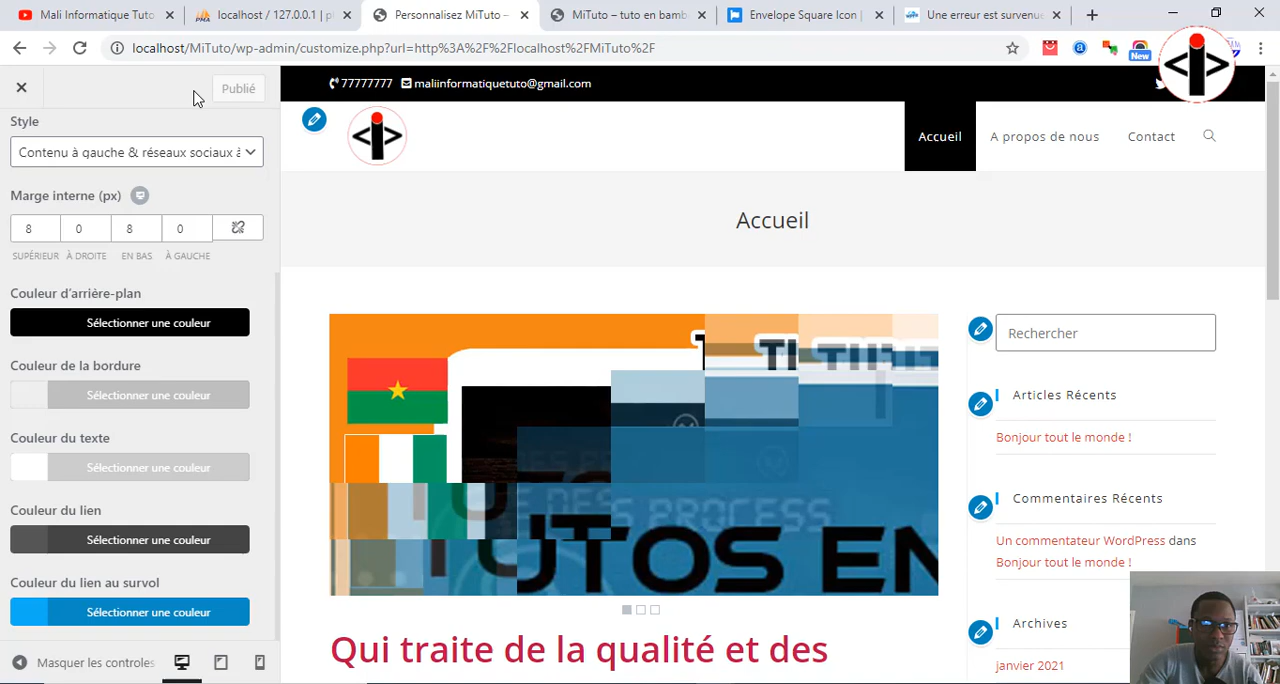 Mali Informatique Tuto
localhost / 127.0.0.1 | p
Personnalisez MiTuto –
MiTuto – tuto en bamb
Envelope Square Icon |
Une erreur est survenue
localhost/MiTuto/wp-admin/customize.php?url=http%3A%2F%2Flocalhost%2FMiTuto%2F
New
Publié
77777777 maliinformatiquetuto@gmail.com
Style
Contenu à gauche & réseaux sociaux à
Accueil
A propos de nous
Contact
Marge interne (px)
8 0 8 0
SUPÉRIEUR À DROITE EN BAS À GAUCHE
Accueil
Couleur d'arrière-plan
Sélectionner une couleur
Couleur de la bordure
Sélectionner une couleur
Couleur du texte
Sélectionner une couleur
Couleur du lien
Sélectionner une couleur
Couleur du lien au survol
Sélectionner une couleur
Masquer les controles
TUTOS EN
Qui traite de la qualité et des
Rechercher
Articles Récents
Bonjour tout le monde !
Commentaires Récents
Un commentateur WordPress dans
Bonjour tout le monde !
Archives
janvier 2021